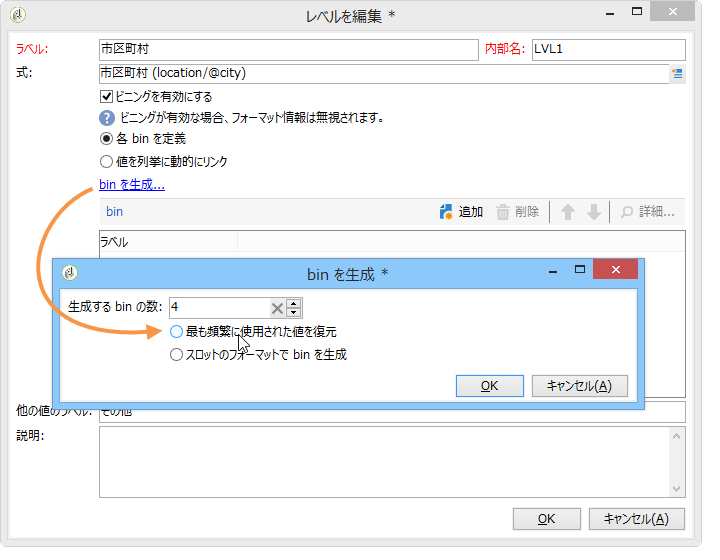 レベルを編集 *
ラベル: 市区町村 内部名: LVL1
式: 市区町村 (location/@city)
ビニングを有効にする
ビニングが有効な場合、フォーマット情報は無視されます。
各 bin を定義
値を列挙に動的にリンク
bin を生成...
bin 追加 削除 詳細...
ラベル
bin を生成 *
生成する bin の数: 4
最も頻繁に使用された値を復元
スロットのフォーマットで bin を生成
OK キャンセル(A)
他の値のラベル: その他
説明:
OK キャンセル(A)